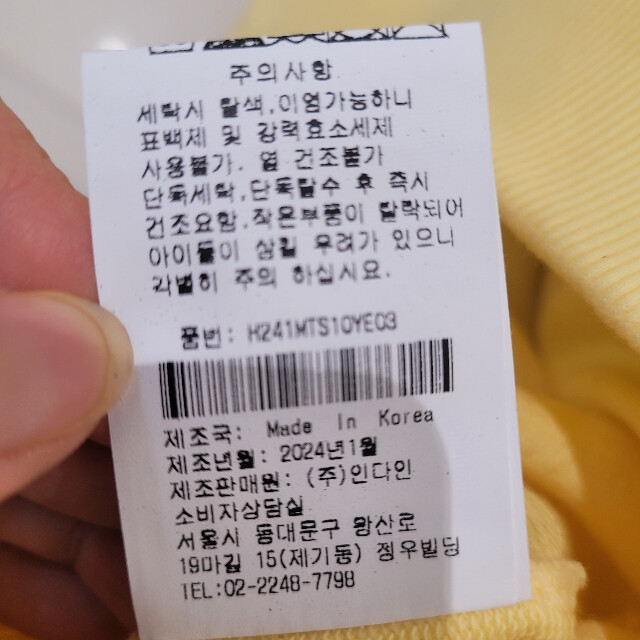 주의사항
세탁시 탈색,이염가능하니
표백제 및 강력효소세제
사용불가. 열 건조불가
단독세탁,단독탈수 후 즉시
건조요함.작은부품이 탈락되어
아이들이 삼킬 우려가 있으니
각별히 주의 하십시요.
품번: H241MTS10YE03
제조국: Made In Korea
제조년월: 2024년1월
제조판매원: (주)인다인
소비자상담실
서울시 동대문구 왕산로
19마길 15(제기동) 정우빌딩
TEL:02-2248-7798